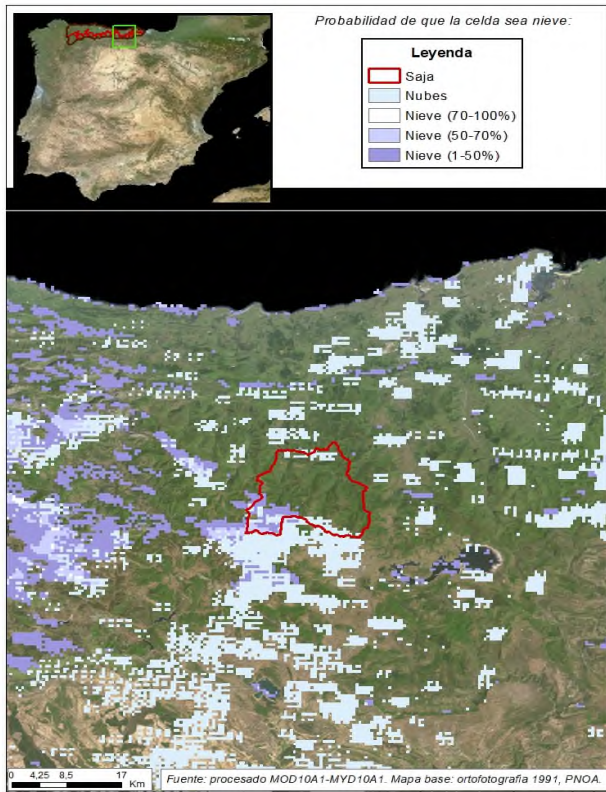 Probabilidad de que la celda sea nieve:
Leyenda
Saja
Nubes
Nieve (70-100%)
Nieve (50-70%)
Nieve (1-50%)
0 4,25 8,5 17
Km
Fuente: procesado MOD10A1-MYD10A1. Mapa base: ortofotografia 1991, PNOA.